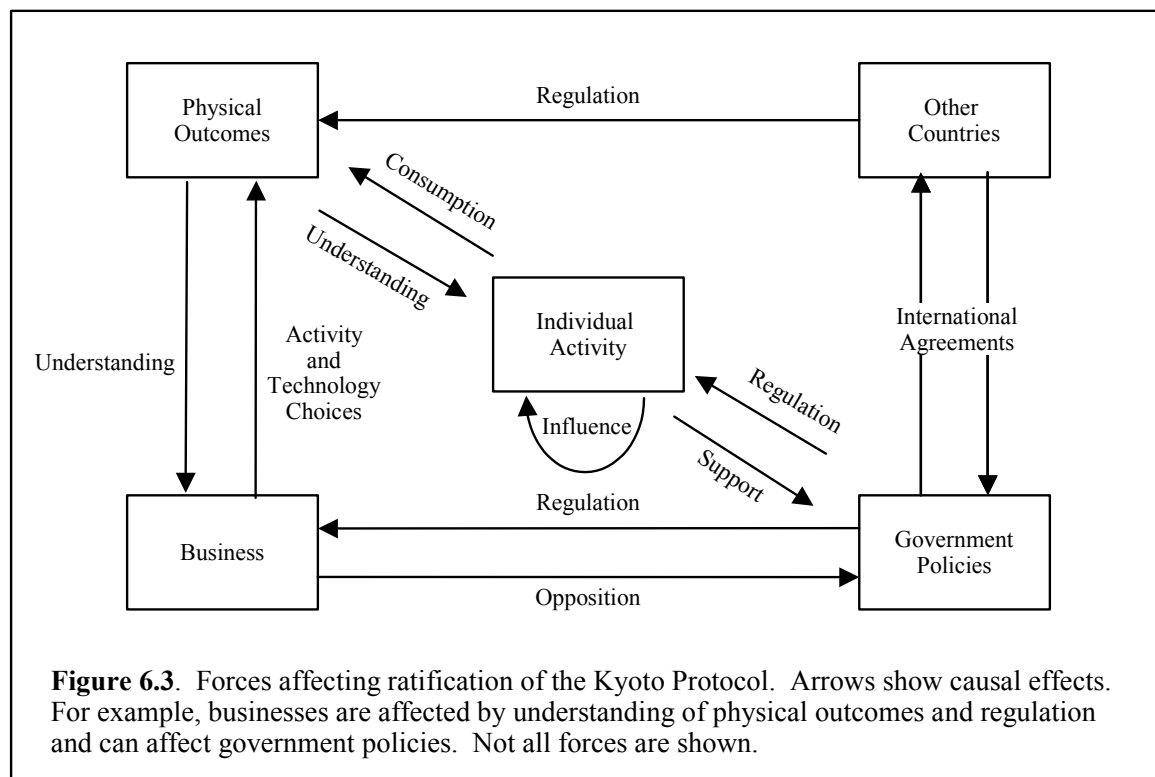 Physical
Outcomes
Regulation
Other
Countries
Consumption
Understanding
Individual
Activity
International
Agreements
Understanding
Activity
and
Technology
Choices
Influence
Regulation
Support
Regulation
Business
Government
Policies
Opposition
Figure 6.3. Forces affecting ratification of the Kyoto Protocol. Arrows show causal effects.
For example, businesses are affected by understanding of physical outcomes and regulation
and can affect government policies. Not all forces are shown.